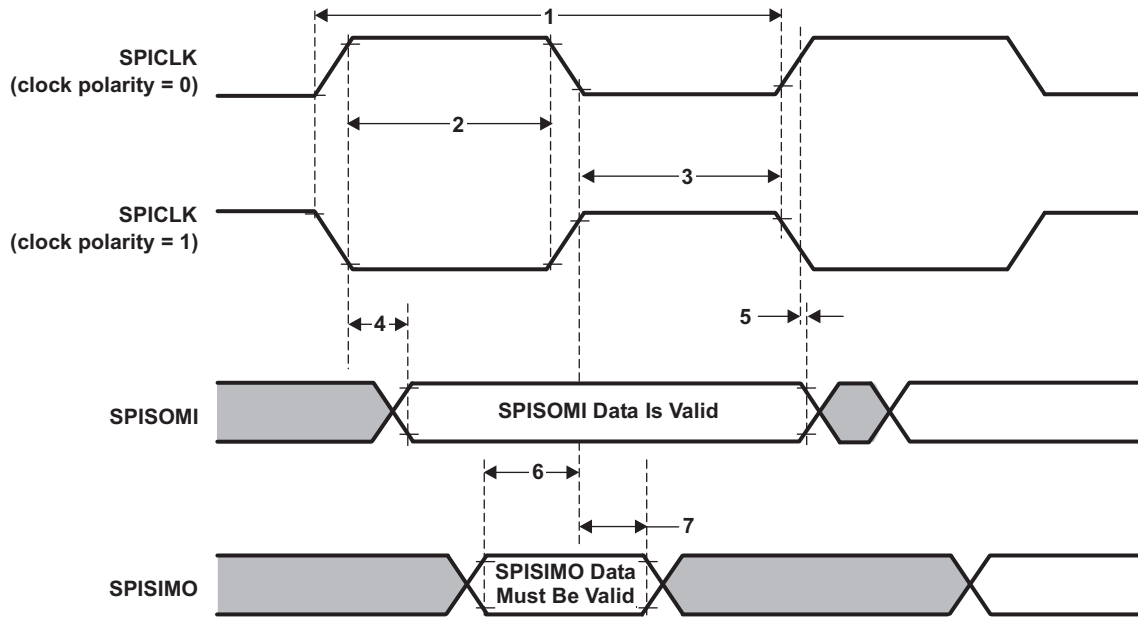 1
SPICLK
(clock polarity = 0)
2
3
SPICLK
(clock polarity = 1)
4
5
SPISOMI
SPISOMI Data Is Valid
6
7
SPISIMO
SPISIMO Data
Must Be Valid